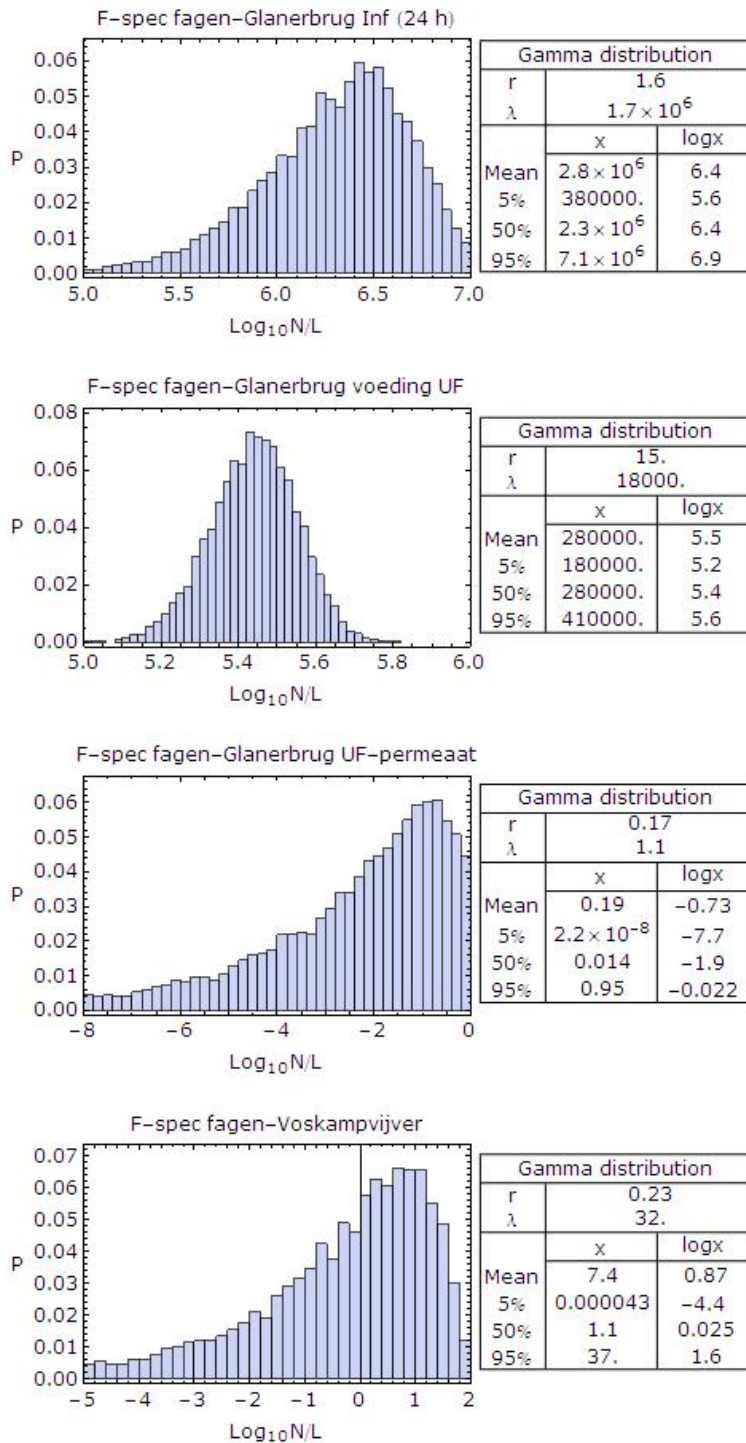 F-spec fagen-Glanerbrug Inf (24 h)
0.06
0.05
0.04
P 0.03
0.02
0.01
0.00
5.0 5.5 6.0 6.5 7.0
Log₁₀N/L
Gamma distribution
r 1.6
λ 1.7×10⁶
x logx
Mean 2.8×10⁶ 6.4
5% 380000. 5.6
50% 2.3×10⁶ 6.4
95% 7.1×10⁶ 6.9
F-spec fagen-Glanerbrug voeding UF
0.08
0.06
P 0.04
0.02
0.00
5.0 5.2 5.4 5.6 5.8 6.0
Log₁₀N/L
Gamma distribution
r 15.
λ 18000.
x logx
Mean 280000. 5.5
5% 180000. 5.2
50% 280000. 5.4
95% 410000. 5.6
F-spec fagen-Glanerbrug UF-permeaat
0.06
0.05
0.04
P 0.03
0.02
0.01
0.00
-8 -6 -4 -2 0
Log₁₀N/L
Gamma distribution
r 0.17
λ 1.1
x logx
Mean 0.19 -0.73
5% 2.2×10⁻⁸ -7.7
50% 0.014 -1.9
95% 0.95 -0.022
F-spec fagen-Voskampvijver
0.07
0.06
0.05
0.04
P 0.03
0.02
0.01
0.00
-5 -4 -3 -2 -1 0 1 2
Log₁₀N/L
Gamma distribution
r 0.23
λ 32.
x logx
Mean 7.4 0.87
5% 0.000043 -4.4
50% 1.1 0.025
95% 37. 1.6